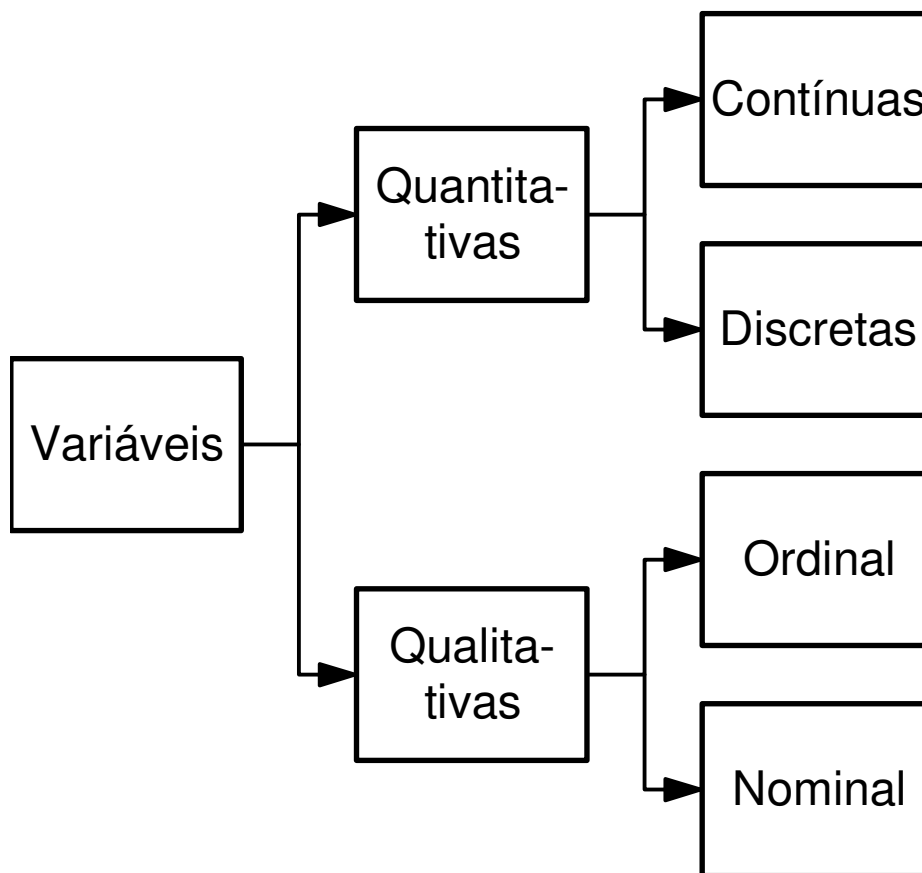 Contínuas
Quantita-
tivas
Discretas
Variáveis
Ordinal
Qualita-
tivas
Nominal